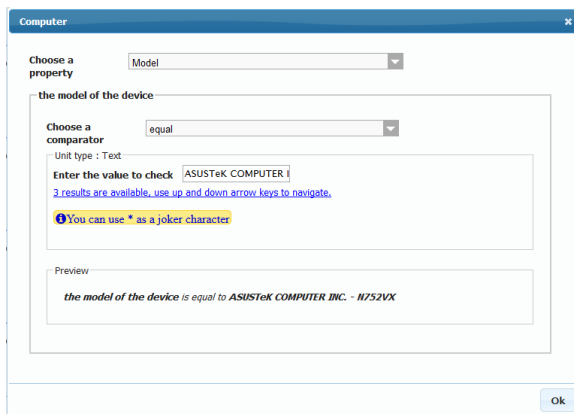 Computer
Choose a property
Model
the model of the device
Choose a comparator
equal
Unit type : Text
Enter the value to check
ASUSTeK COMPUTER I
3 results are available, use up and down arrow keys to navigate.
You can use * as a joker character
Preview
the model of the device is equal to ASUSTeK COMPUTER INC. - N752VX
Ok